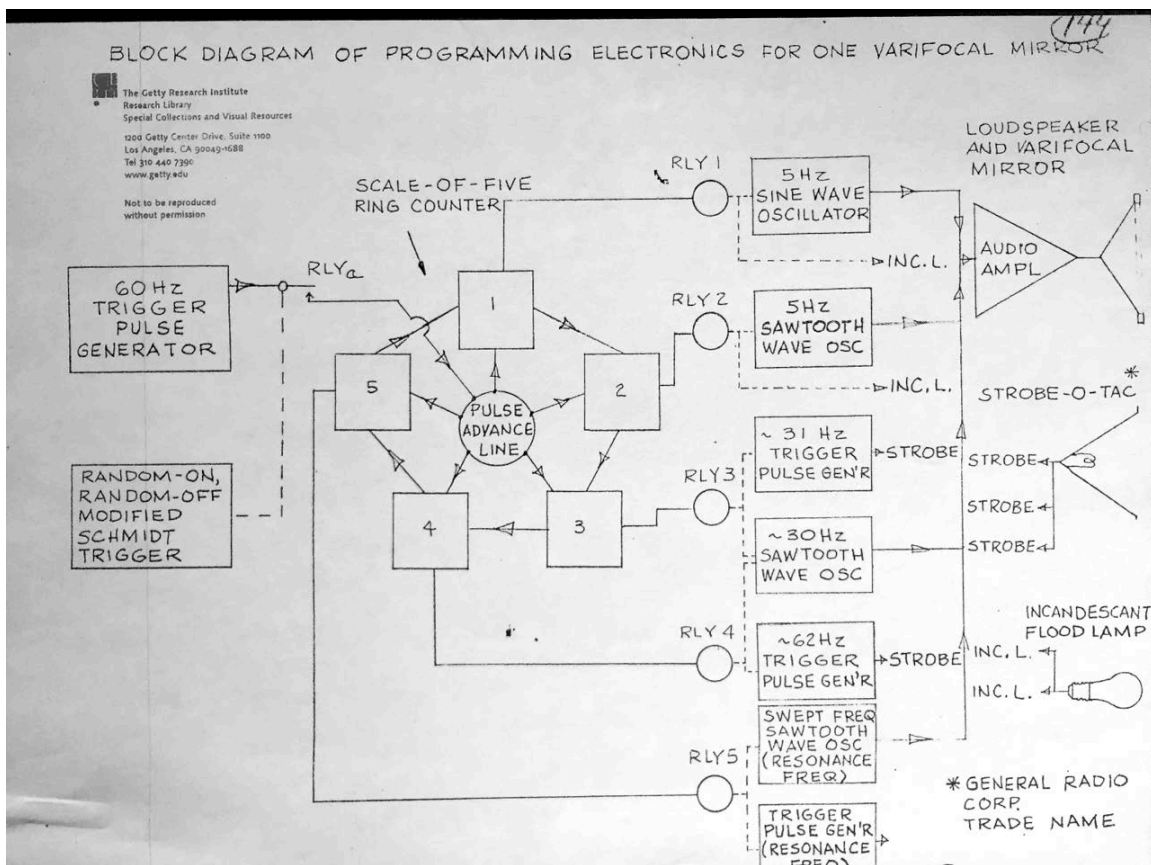 144
BLOCK DIAGRAM OF PROGRAMMING ELECTRONICS FOR ONE VARIFOCAL MIRROR
The Getty Research Institute
Research Library
Special Collections and Visual Resources
1200 Getty Center Drive, Suite 1100
Los Angeles, CA 90049-1688
Tel 310 440 7390
www.getty.edu
Not to be reproduced
without permission
SCALE-OF-FIVE
RING COUNTER
60 Hz
TRIGGER
PULSE
GENERATOR
RLYa
RANDOM-ON,
RANDOM-OFF
MODIFIED
SCHMIDT
TRIGGER
1
2
3
4
5
PULSE
ADVANCE
LINE
RLY 1
5 Hz
SINE WAVE
OSCILLATOR
INC. L.
RLY 2
5Hz
SAWTOOTH
WAVE OSC
INC. L.
RLY3
~ 31 Hz
TRIGGER
PULSE GEN'R
STROBE
~30 Hz
SAWTOOTH
WAVE OSC
RLY 4
~62Hz
TRIGGER
PULSE GEN'R
STROBE
RLY5
SWEPT FREQ
SAWTOOTH
WAVE OSC
(RESONANCE
FREQ)
TRIGGER
PULSE GEN'R
(RESONANCE
FREQ)
LOUDSPEAKER
AND VARIFOCAL
MIRROR
AUDIO
AMPL
STROBE-O-TAC *
STROBE
STROBE
STROBE
INCANDESCANT
FLOOD LAMP
INC. L.
INC. L.
* GENERAL RADIO
CORP.
TRADE NAME